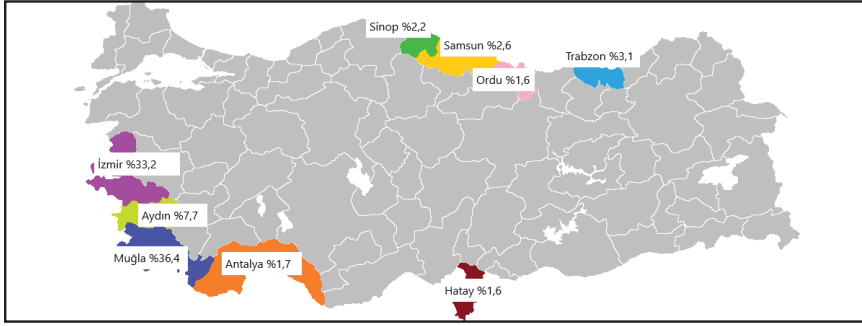 Sinop %2,2
Samsun %2,6
Trabzon %3,1
Ordu %1,6
İzmir %33,2
Aydın %7,7
Muğla %36,4
Antalya %1,7
Hatay %1,6